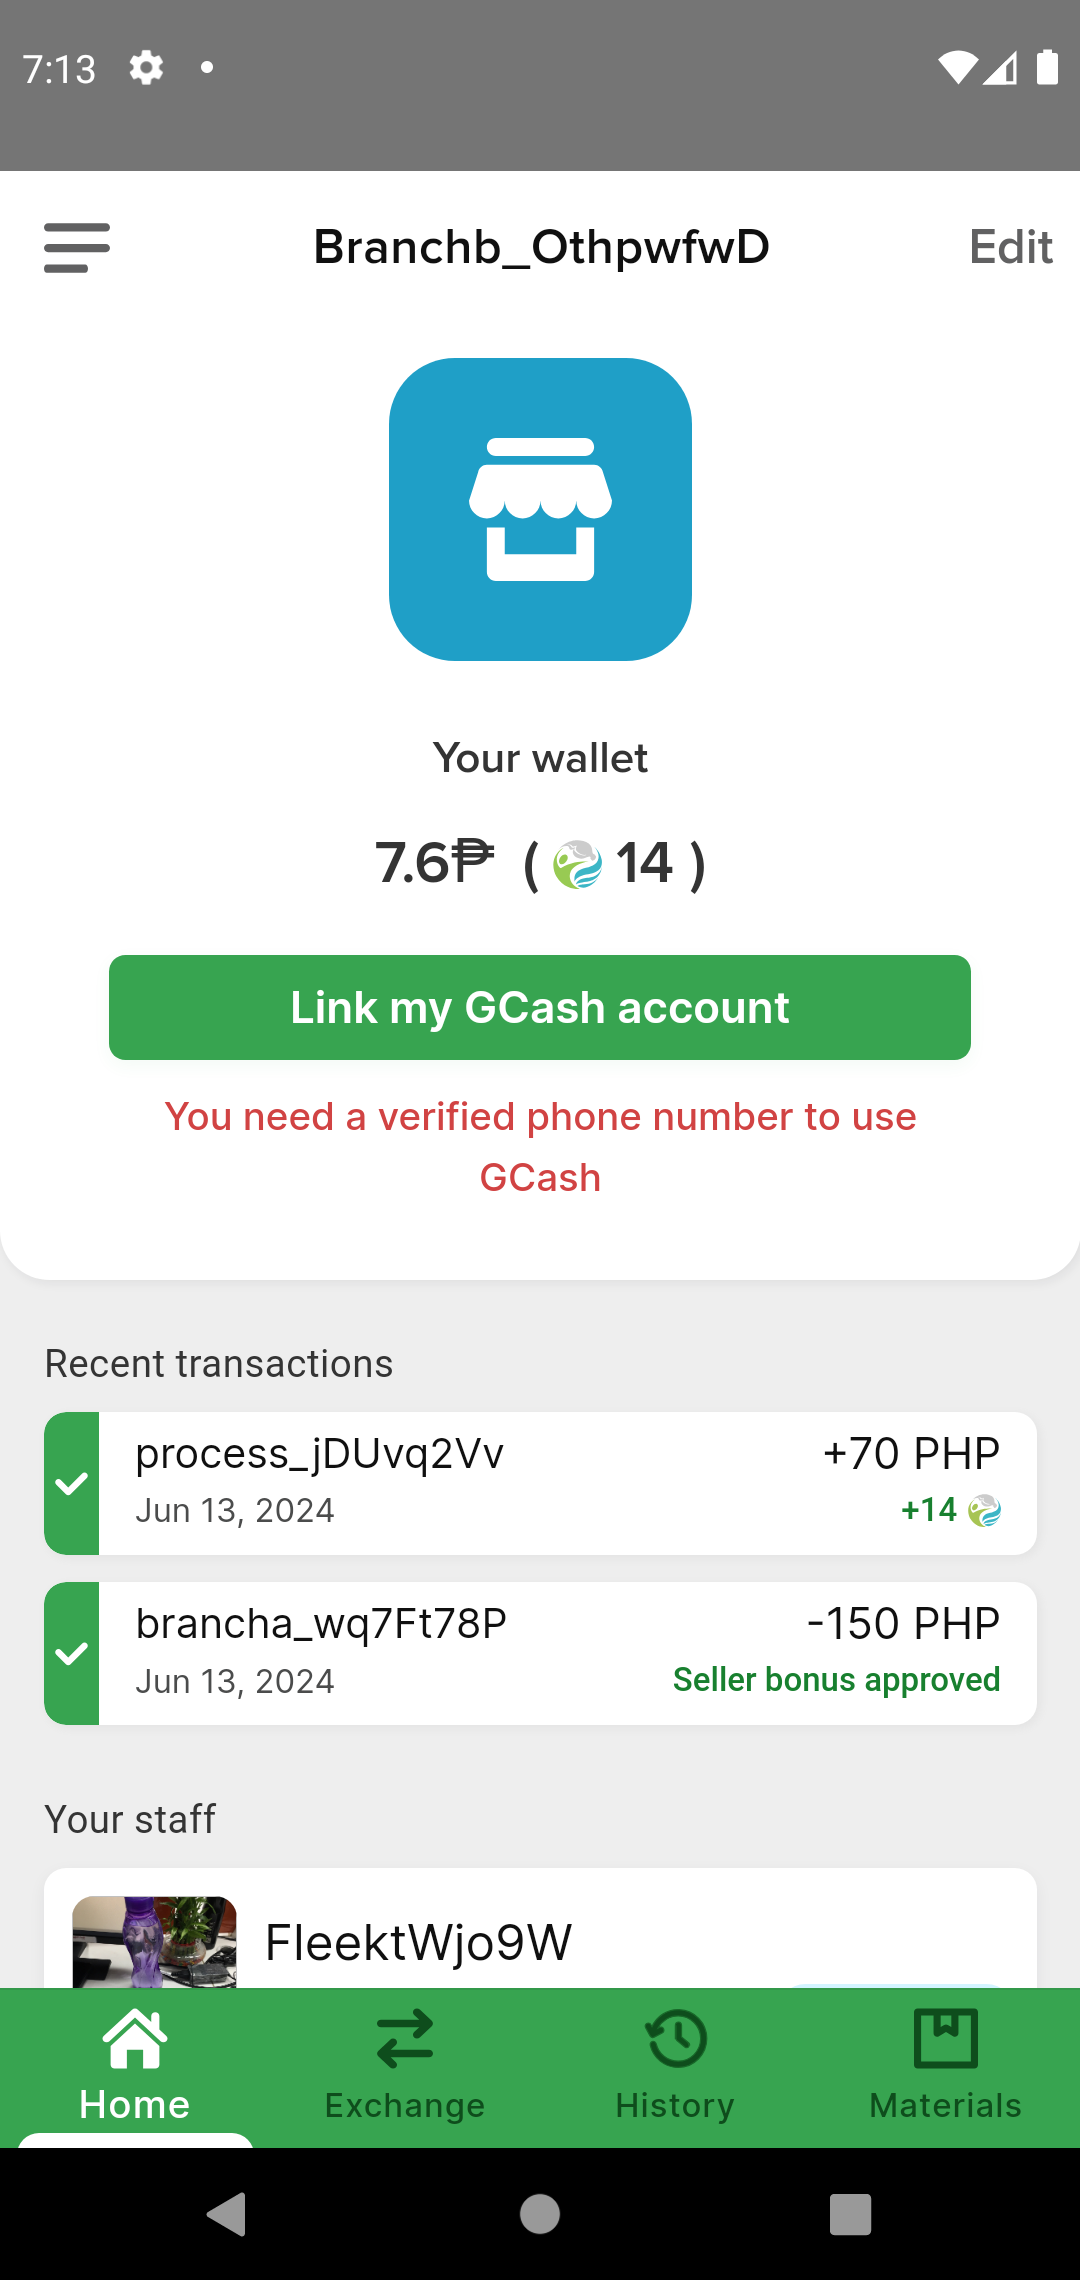 7:13
Branchb_OthpwfwD
Edit
Your wallet
7.6₱ ( 14 )
Link my GCash account
You need a verified phone number to use
GCash
Recent transactions
process_jDUvq2Vv
+70 PHP
Jun 13, 2024
+14
brancha_wq7Ft78P
-150 PHP
Jun 13, 2024
Seller bonus approved
Your staff
FleektWjo9W
Home
Exchange
History
Materials